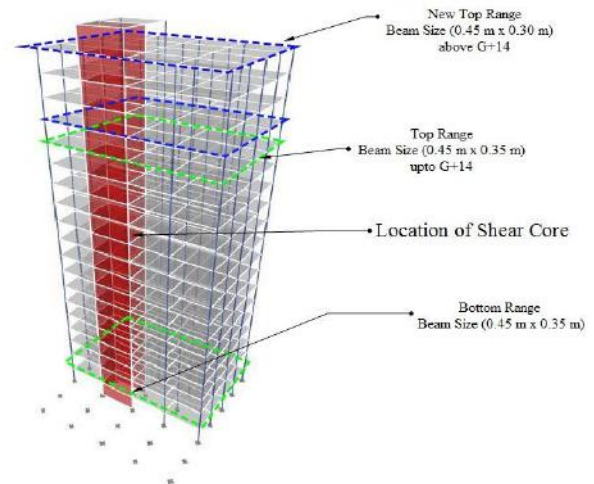 New Top Range
Beam Size (0.45 m x 0.30 m)
above G+14
Top Range
Beam Size (0.45 m x 0.35 m)
upto G+14
Location of Shear Core
Bottom Range
Beam Size (0.45 m x 0.35 m)